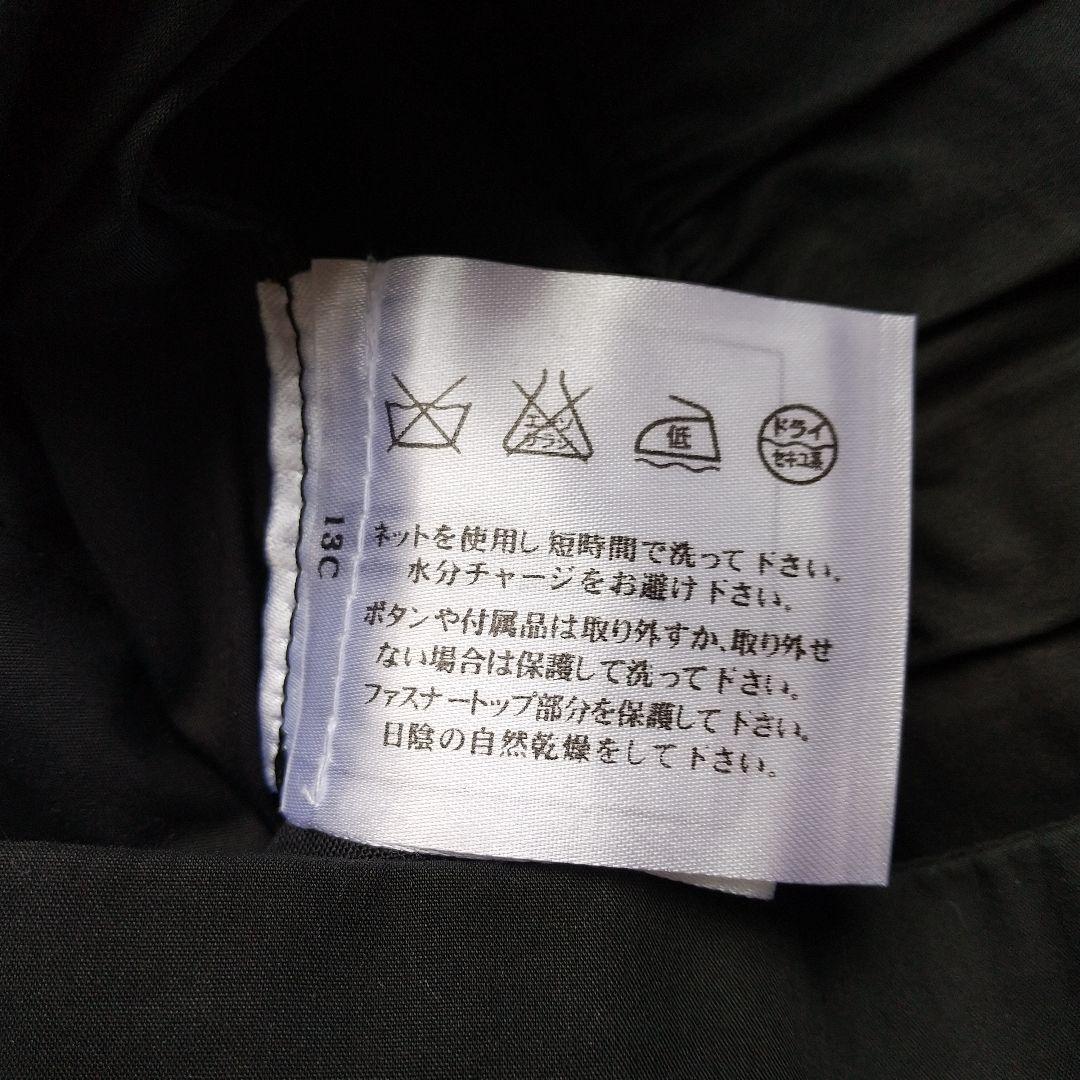 エンソ
サラシ
低
ドライ
セキユ系
13C
ネットを使用し短時間で洗って下さい。
水分チャージをお避け下さい。
ボタンや付属品は取り外すか、取り外せ
ない場合は保護して洗って下さい。
ファスナートップ部分を保護して下さい。
日陰の自然乾燥をして下さい。